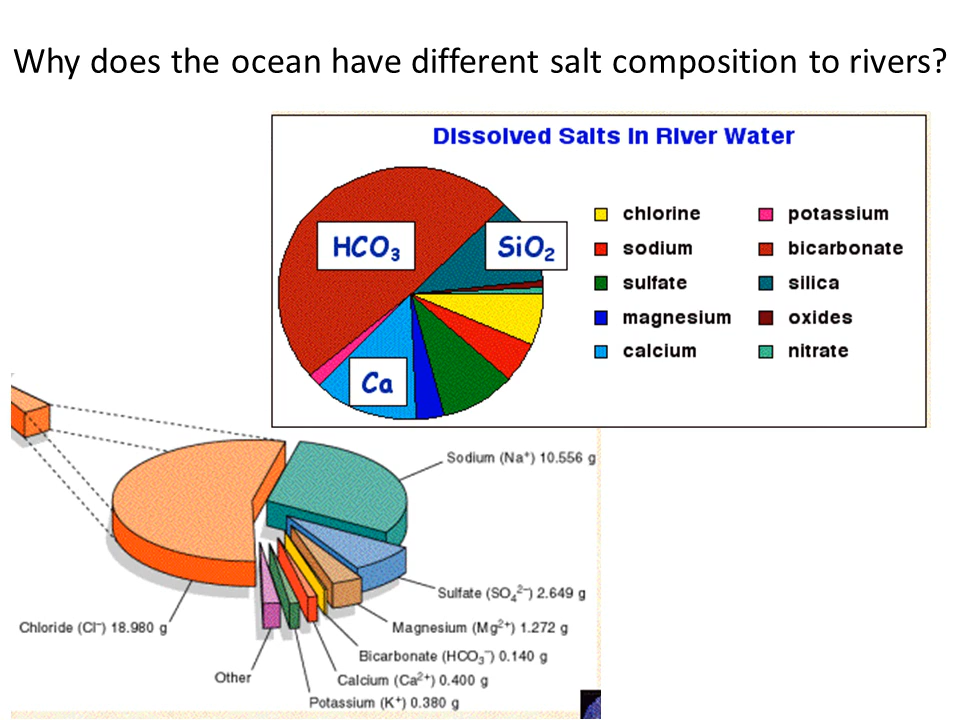 Why does the ocean have different salt composition to rivers?
Dissolved Salts in River Water
HCO₃
SiO₂
Ca
chlorine
sodium
sulfate
magnesium
calcium
potassium
bicarbonate
silica
oxides
nitrate
Sodium (Na⁺) 10.556 g
Sulfate (SO₄²⁻) 2.649 g
Magnesium (Mg²⁺) 1.272 g
Bicarbonate (HCO₃⁻) 0.140 g
Calcium (Ca²⁺) 0.400 g
Potassium (K⁺) 0.380 g
Other
Chloride (Cl⁻) 18.980 g